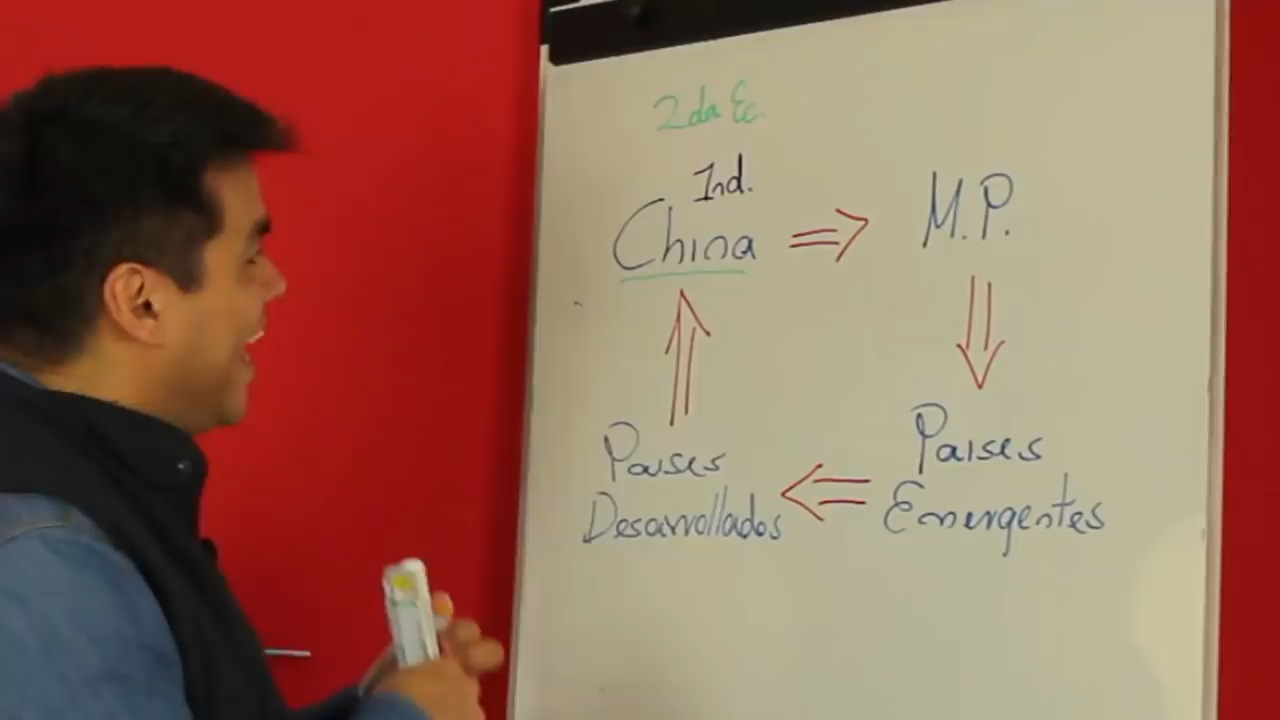 2da Ec.
Ind.
China ⇒ M.P.
Paises
Desarrollados
Paises
Emergentes